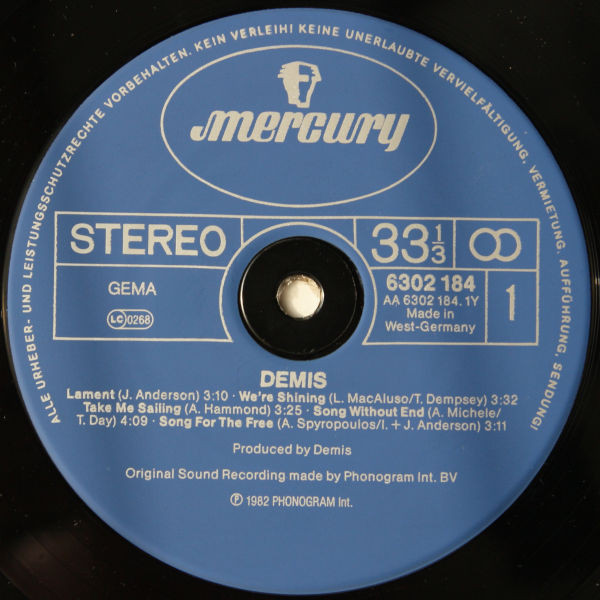 ALLE URHEBER- UND LEISTUNGSSCHUTZRECHTE VORBEHALTEN. KEIN VERLEIH! KEINE UNERLAUBTE VERVIELFÄLTIGUNG, VERMIETUNG, AUFFÜHRUNG, SENDUNG!
mercury
STEREO
33 1/3
GEMA
LC 0268
6302 184
AA 6302 184.1Y
Made in
West-Germany
1
DEMIS
Lament (J. Anderson) 3:10 · We're Shining (L. MacAluso/T. Dempsey) 3:32
Take Me Sailing (A. Hammond) 3:25 · Song Without End (A. Michele/
T. Day) 4:09 · Song For The Free (A. Spyropoulos/I. + J. Anderson) 3:11
Produced by Demis
Original Sound Recording made by Phonogram Int. BV
Ⓟ 1982 PHONOGRAM Int.